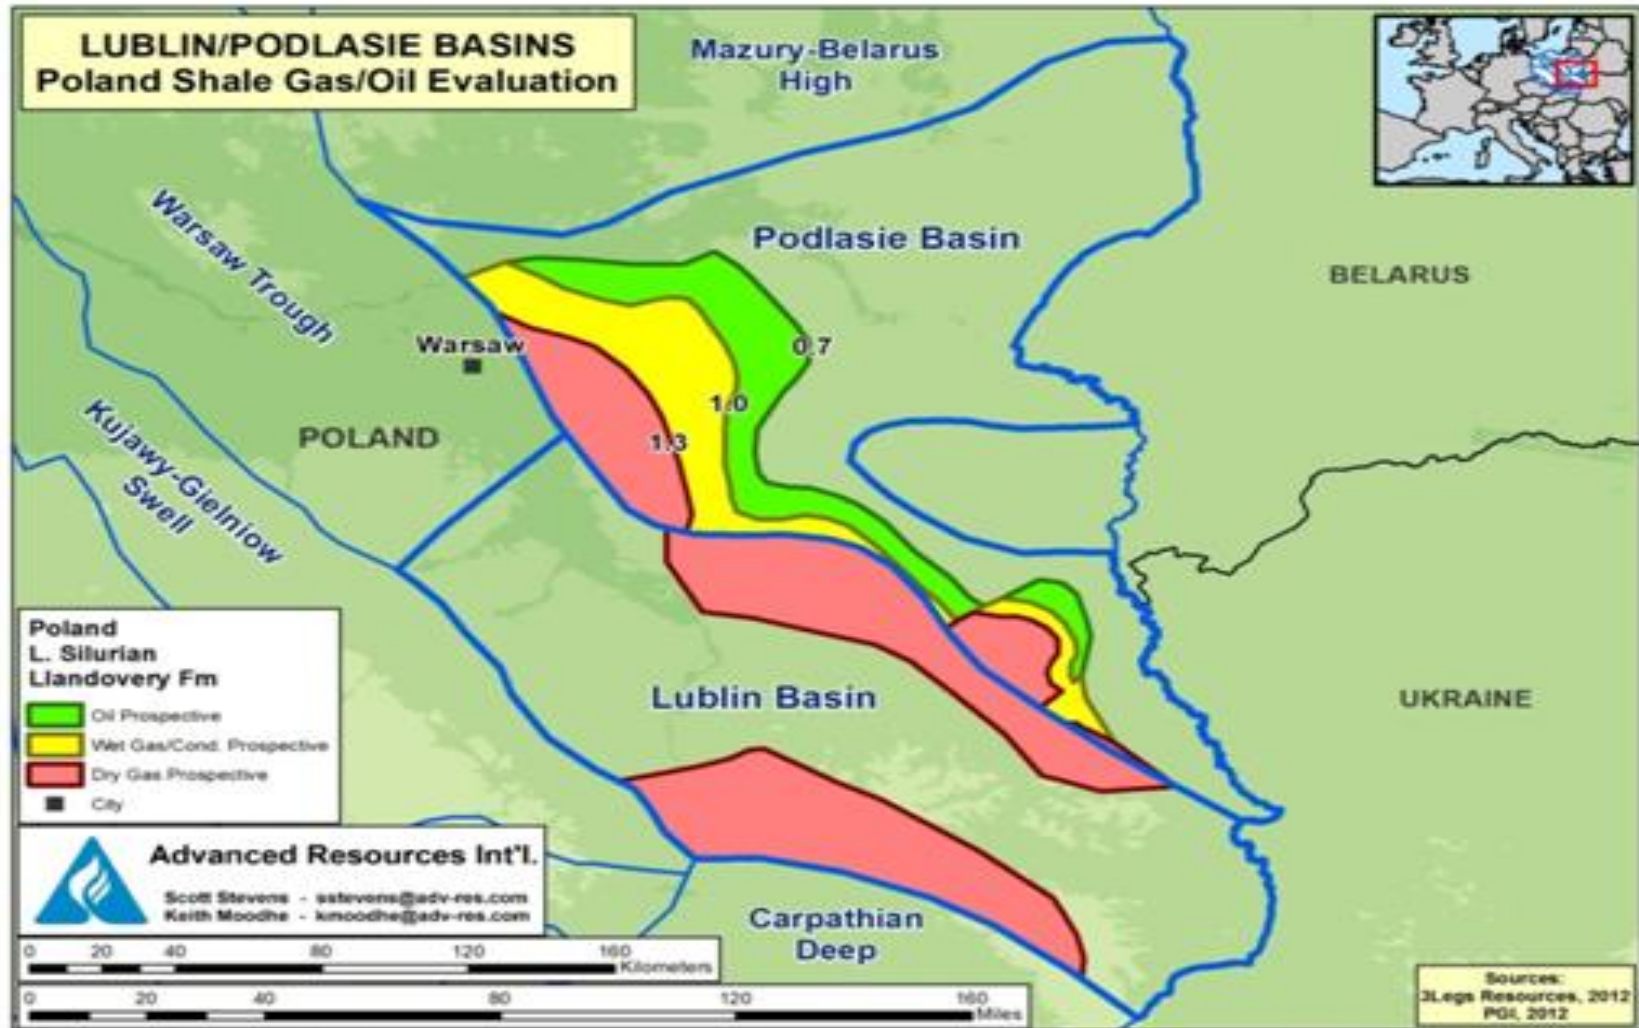 LUBLIN/PODLASIE BASINS
Poland Shale Gas/Oil Evaluation
Mazury-Belarus
High
Warsaw Trough
Podlasie Basin
BELARUS
Warsaw
0.7
1.0
1.3
POLAND
Kujawy-Gielniow
Swell
Lublin Basin
UKRAINE
Poland
L. Silurian
Llandovery Fm
Oil Prospective
Wet Gas/Cond. Prospective
Dry Gas Prospective
City
Advanced Resources Int'l.
Scott Stevens - sstevens@adv-res.com
Keith Moodhe - kmoodhe@adv-res.com
Carpathian
Deep
0 20 40 80 120 160
Kilometers
0 20 40 80 120 160
Miles
Sources:
3Legs Resources, 2012
PGI, 2012